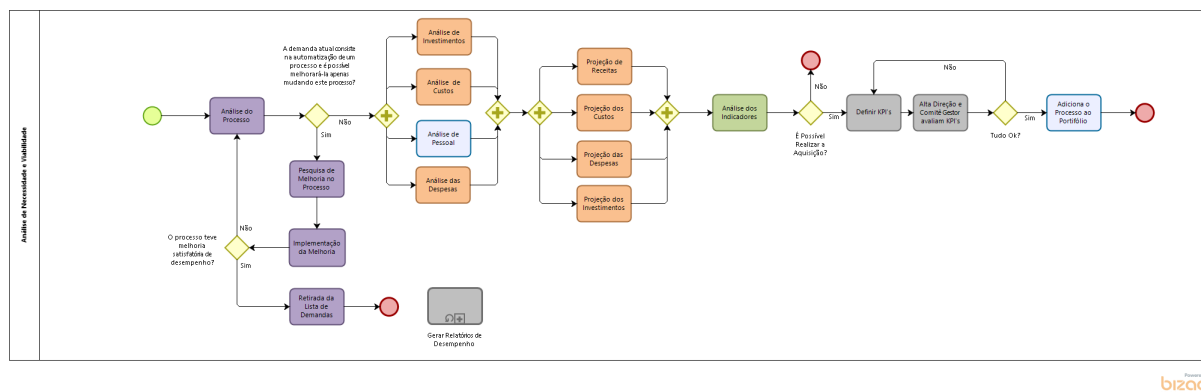 Análise de Necessidade e Viabilidade
Análise do
Processo
A demanda atual consiste
na automatização de um
processo e é possível
melhorará-la apenas
mudando este processo?
Não
Sim
Pesquisa de
Melhoria no
Processo
Implementação
da Melhoria
O processo teve
melhoria
satisfatória de
desempenho?
Não
Sim
Retirada da
Lista de
Demandas
Gerar Relatórios de
Desempenho
Análise de
Investimentos
Análise de
Custos
Análise de
Pessoal
Análise das
Despesas
Projeção de
Receitas
Projeção dos
Custos
Projeção das
Despesas
Projeção dos
Investimentos
Análise dos
Indicadores
Não
Sim
É Possível
Realizar a
Aquisição?
Definir KPI's
Alta Direção e
Comitê Gestor
avaliam KPI's
Não
Sim
Tudo Ok?
Adiciona o
Processo ao
Portifólio
Powered
bizag